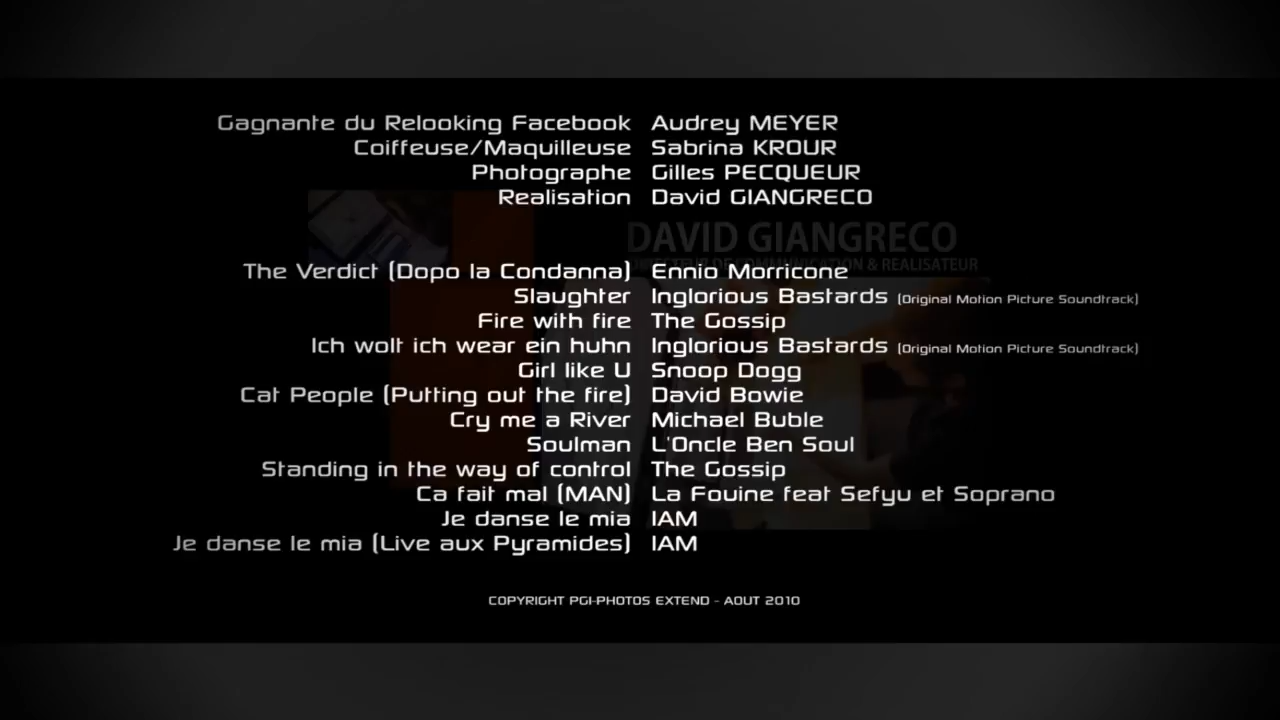 Gagnante du Relooking Facebook Audrey MEYER
Coiffeuse/Maquilleuse Sabrina KROUR
Photographe Gilles PECQUEUR
Realisation David GIANGRECO
DAVID GIANGRECO
DIRECTEUR DE COMMUNICATION & REALISATEUR
The Verdict (Dopo la Condanna) Ennio Morricone
Slaughter Inglorious Bastards (Original Motion Picture Soundtrack)
Fire with fire The Gossip
Ich wolt ich wear ein huhn Inglorious Bastards (Original Motion Picture Soundtrack)
Girl like U Snoop Dogg
Cat People (Putting out the fire) David Bowie
Cry me a River Michael Buble
Soulman L'Oncle Ben Soul
Standing in the way of control The Gossip
Ca fait mal (MAN) La Fouine feat Sefyu et Soprano
Je danse le mia IAM
Je danse le mia (Live aux Pyramides) IAM
COPYRIGHT PGI-PHOTOS EXTEND - AOUT 2010